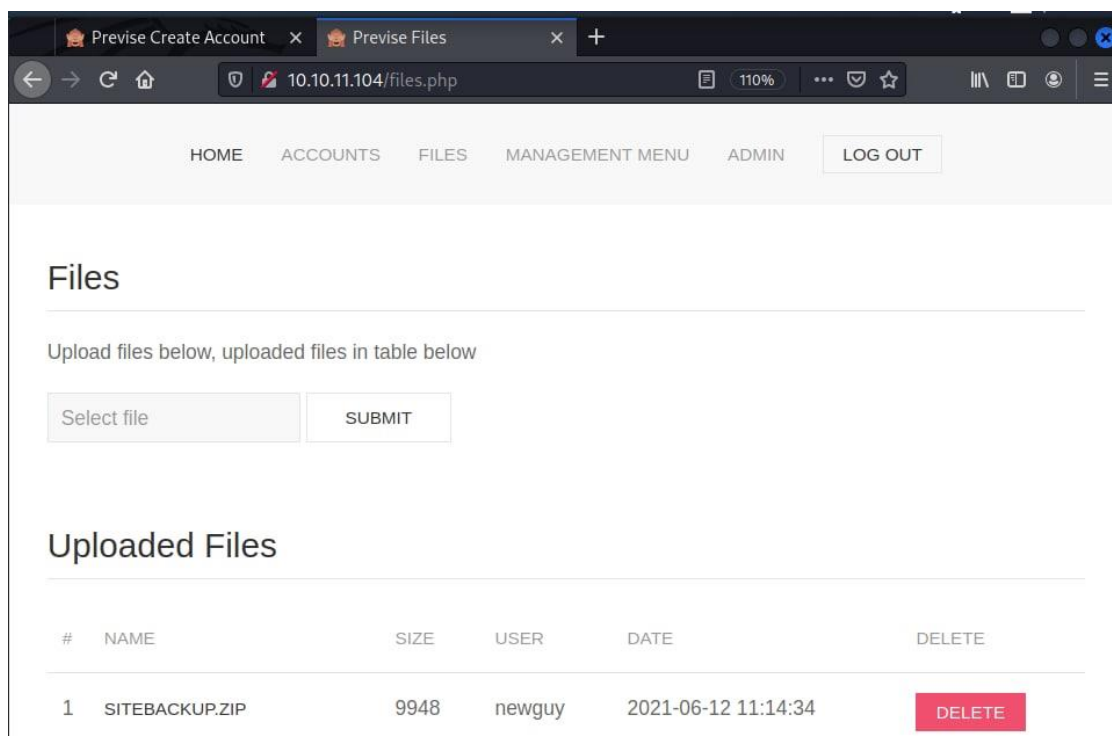 Previse Create Account Previse Files
10.10.11.104/files.php 110%
HOME ACCOUNTS FILES MANAGEMENT MENU ADMIN LOG OUT
Files
Upload files below, uploaded files in table below
Select file SUBMIT
Uploaded Files
# NAME SIZE USER DATE DELETE
1 SITEBACKUP.ZIP 9948 newguy 2021-06-12 11:14:34 DELETE